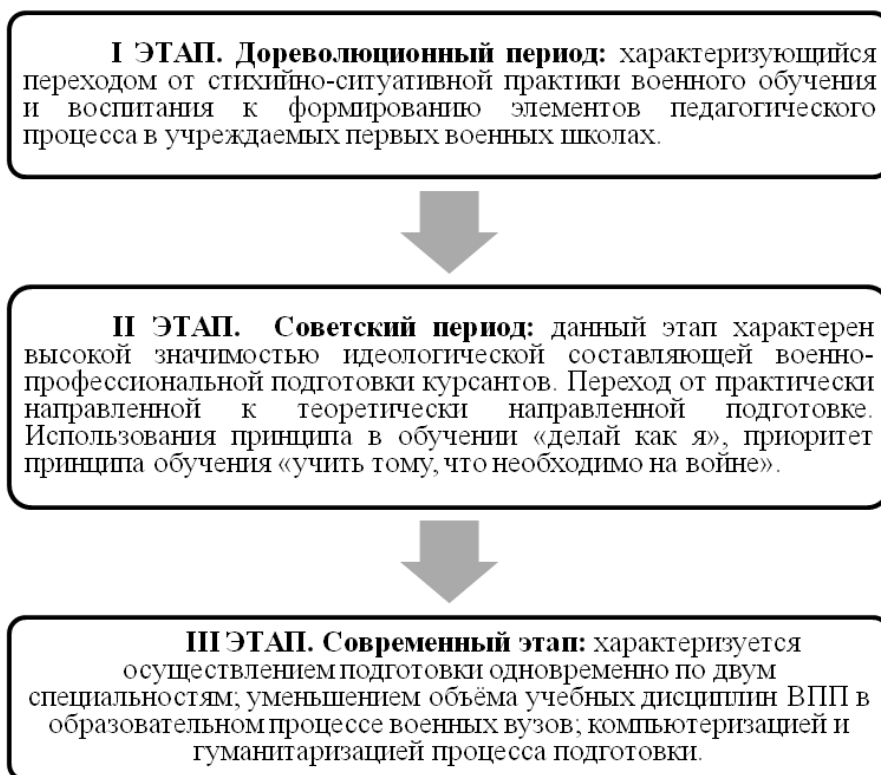 I ЭТАП. Дореволюционный период: характеризующийся
переходом от стихийно-ситуативной практики военного обучения
и воспитания к формированию элементов педагогического
процесса в учреждаемых первых военных школах.
II ЭТАП. Советский период: данный этап характерен
высокой значимостью идеологической составляющей военно-
профессиональной подготовки курсантов. Переход от практически
направленной к теоретически направленной подготовке.
Использования принципа в обучении «делай как я», приоритет
принципа обучения «учить тому, что необходимо на войне».
III ЭТАП. Современный этап: характеризуется
осуществлением подготовки одновременно по двум
специальностям; уменьшением объёма учебных дисциплин ВПП в
образовательном процессе военных вузов; компьютеризацией и
гуманитаризацией процесса подготовки.